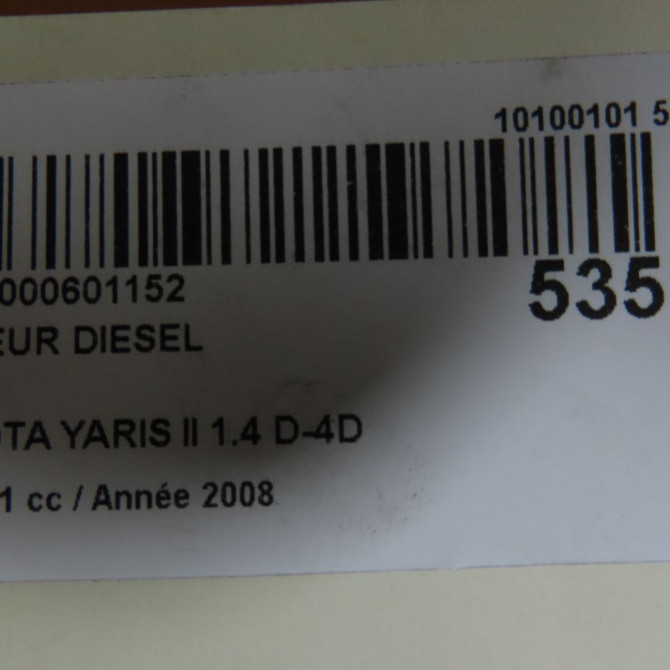 10100101 5
000601152
535
EUR DIESEL
OTA YARIS II 1.4 D-4D
1 cc / Année 2008